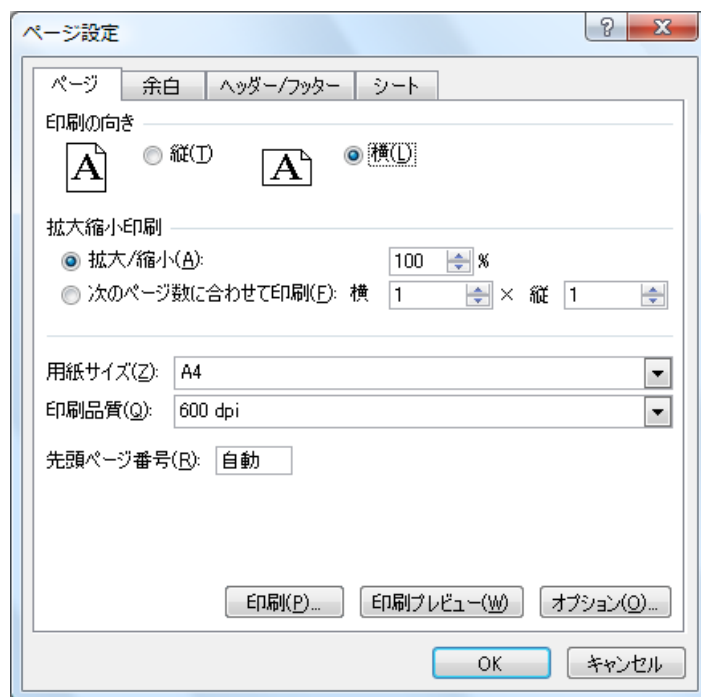 ページ設定
ページ 余白 ヘッダー/フッター シート
印刷の向き
A 縦(T) A 横(L)
拡大縮小印刷
拡大/縮小(A): 100 %
次のページ数に合わせて印刷(F): 横 1 × 縦 1
用紙サイズ(Z): A4
印刷品質(Q): 600 dpi
先頭ページ番号(R): 自動
印刷(P)... 印刷プレビュー(W) オプション(O)...
OK キャンセル